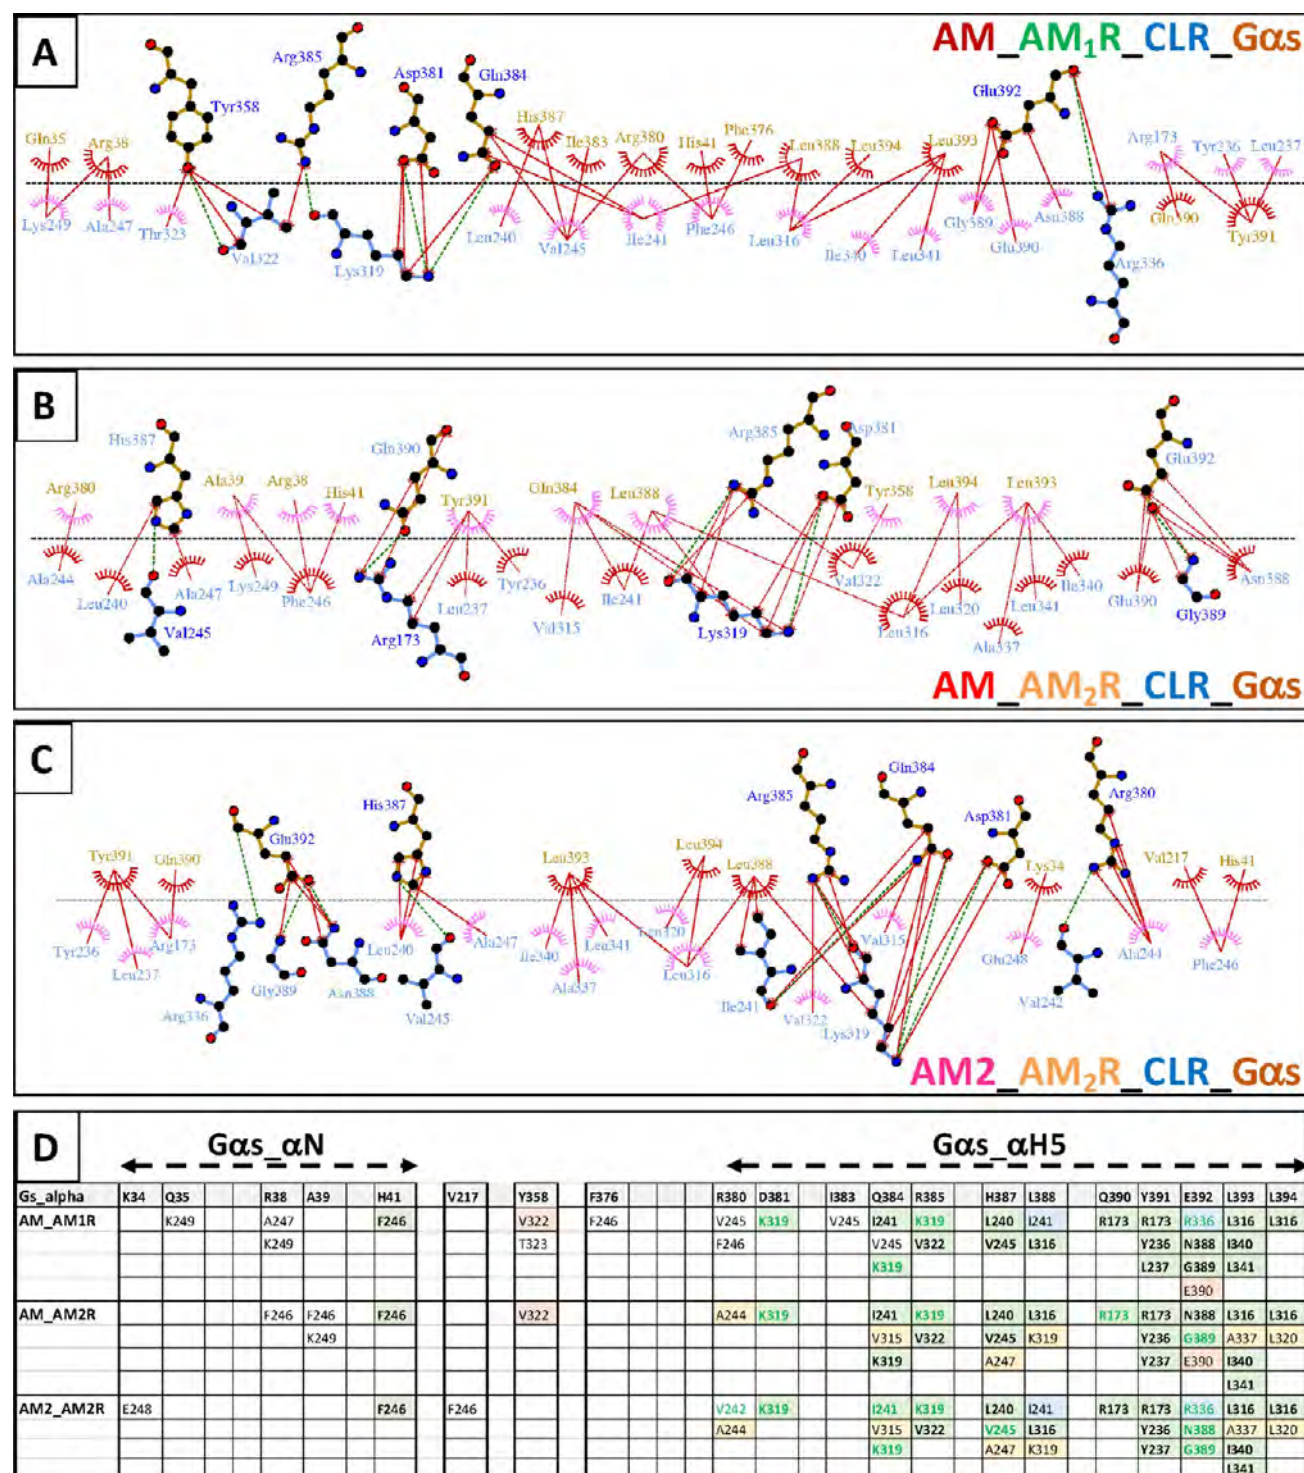 A
AM_AM1R_CLR_Gαs
Arg385
Asp381
Gln384
Glu392
Tyr358
His387
Ile383
Arg380
Phe376
His41
Leu388
Leu394
Leu393
Gln35
Arg38
Arg173
Tyr236
Leu237
Lys249
Ala247
Thr323
Val322
Lys319
Leu240
Val245
Ile241
Phe246
Leu316
Ile340
Leu341
Gly389
Glu390
Asn388
Arg336
Gln390
Tyr391
B
His387
Gln390
Arg385
Asp381
Glu392
Arg380
Ala39
Arg38
His41
Tyr391
Gln384
Leu388
Tyr358
Leu394
Leu393
Ala244
Leu240
Ala247
Lys249
Phe246
Leu237
Tyr236
Val245
Arg173
Val315
Ile241
Lys319
Val322
Leu316
Leu320
Ala337
Leu341
Ile340
Glu390
Gly389
Asn388
AM_AM2R_CLR_Gαs
C
Glu392
His387
Arg385
Gln384
Asp381
Arg380
Tyr391
Gln390
Leu393
Leu394
Leu388
Lys34
Val217
His41
Tyr236
Leu237
Arg173
Arg336
Gly389
Asn388
Leu240
Val245
Ala247
Ile340
Ala337
Leu341
Leu320
Leu316
Ile241
Val322
Lys319
Val315
Glu248
Val242
Ala244
Phe246
AM2_AM2R_CLR_Gαs
D
Gαs_αN
Gαs_αH5
Gs_alpha K34 Q35 R38 A39 H41 V217 Y358 F376 R380 D381 I383 Q384 R385 H387 L388 Q390 Y391 E392 L393 L394
AM_AM1R K249 A247 F246 V322 F246 V245 K319 V245 I241 K319 L240 I241 R173 R173 R336 L316 L316
K249 T323 F246 V245 V322 V245 L316 Y236 N388 I340
K319 L237 G389 L341
E390
AM_AM2R F246 F246 F246 V322 A244 K319 I241 K319 L240 L316 R173 R173 N388 L316 L316
K249 V315 V322 V245 K319 Y236 G389 A337 L320
K319 A247 Y237 E390 I340
L341
AM2_AM2R E248 F246 F246 V242 K319 I241 K319 L240 I241 R173 R173 R336 L316 L316
A244 V315 V322 V245 L316 Y236 N388 A337 L320
K319 A247 K319 Y237 G389 I340
L341